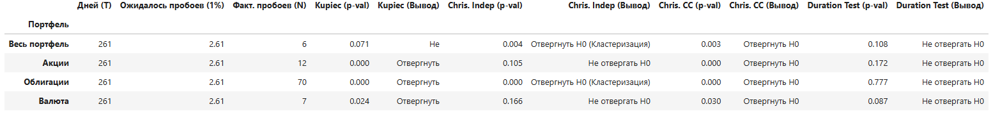 Дней (T) Ожидалось пробоев (1%) Факт. пробоев (N) Kupiec (p-val) Kupiec (Вывод) Chris. Indep (p-val) Chris. Indep (Вывод) Chris. CC (p-val) Chris. CC (Вывод) Duration Test (p-val) Duration Test (Вывод)
Портфель
Весь портфель 261 2.61 6 0.071 Не 0.004 Отвергнуть H0 (Кластеризация) 0.003 Отвергнуть H0 0.108 Не отвергать H0
Акции 261 2.61 12 0.000 Отвергнуть 0.105 Не отвергать H0 0.000 Отвергнуть H0 0.172 Не отвергать H0
Облигации 261 2.61 70 0.000 Отвергнуть 0.000 Отвергнуть H0 (Кластеризация) 0.000 Отвергнуть H0 0.777 Не отвергать H0
Валюта 261 2.61 7 0.024 Отвергнуть 0.166 Не отвергать H0 0.030 Отвергнуть H0 0.087 Не отвергать H0